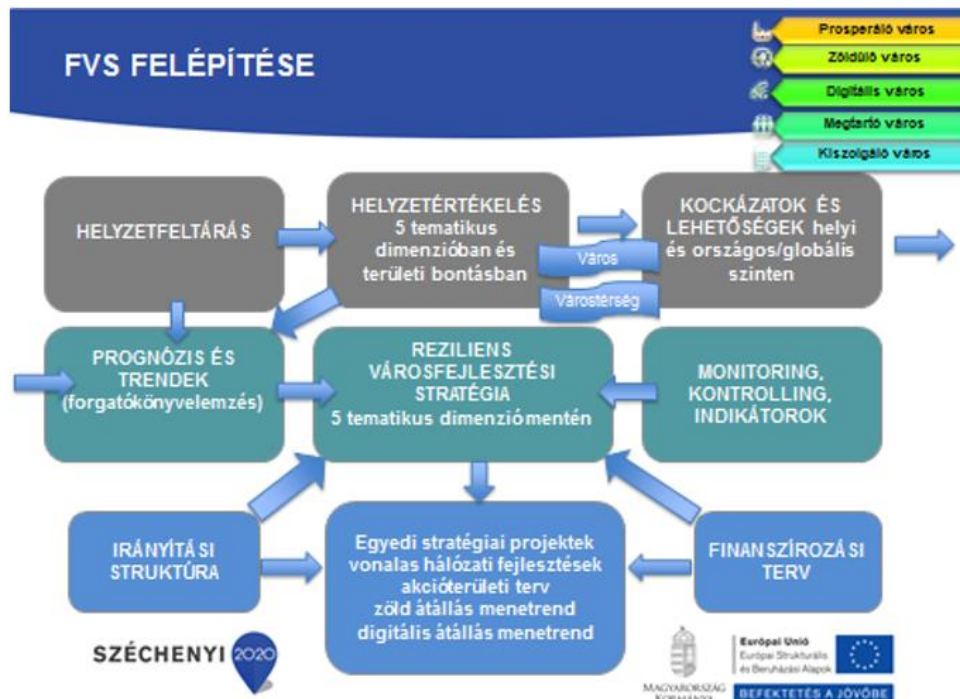 FVS FELÉPÍTÉSE
Prosperáló város
Zöldülő város
Digitális város
Megtartó város
Kiszolgáló város
HELYZETFELTÁRÁS
HELYZETÉRTÉKELÉS
5 tematikus
dimenzióban és
területi bontásban
KOCKÁZATOK ÉS
LEHETŐSÉGEK helyi
és országos/globális
szinten
Város
Várostérség
PROGNÓZIS ÉS
TRENDEK
(forgatókönyvelemzés)
REZILIENS
VÁROSFEJLESZTÉSI
STRATÉGIA
5 tematikus dimenziómentén
MONITORING,
KONTROLLING,
INDIKÁTOROK
IRÁNYÍTÁSI
STRUKTÚRA
Egyedi stratégiai projektek
vonalas hálózati fejlesztések
akcióterületi terv
zöld átállás menetrend
digitális átállás menetrend
FINANSZÍROZÁSI
TERV
SZÉCHENYI 2020
MAGYARORSZÁG
KORMÁNYA
Európai Unió
Európai Strukturális
és Beruházási Alapok
BEFEKTETÉS A JÖVŐBE